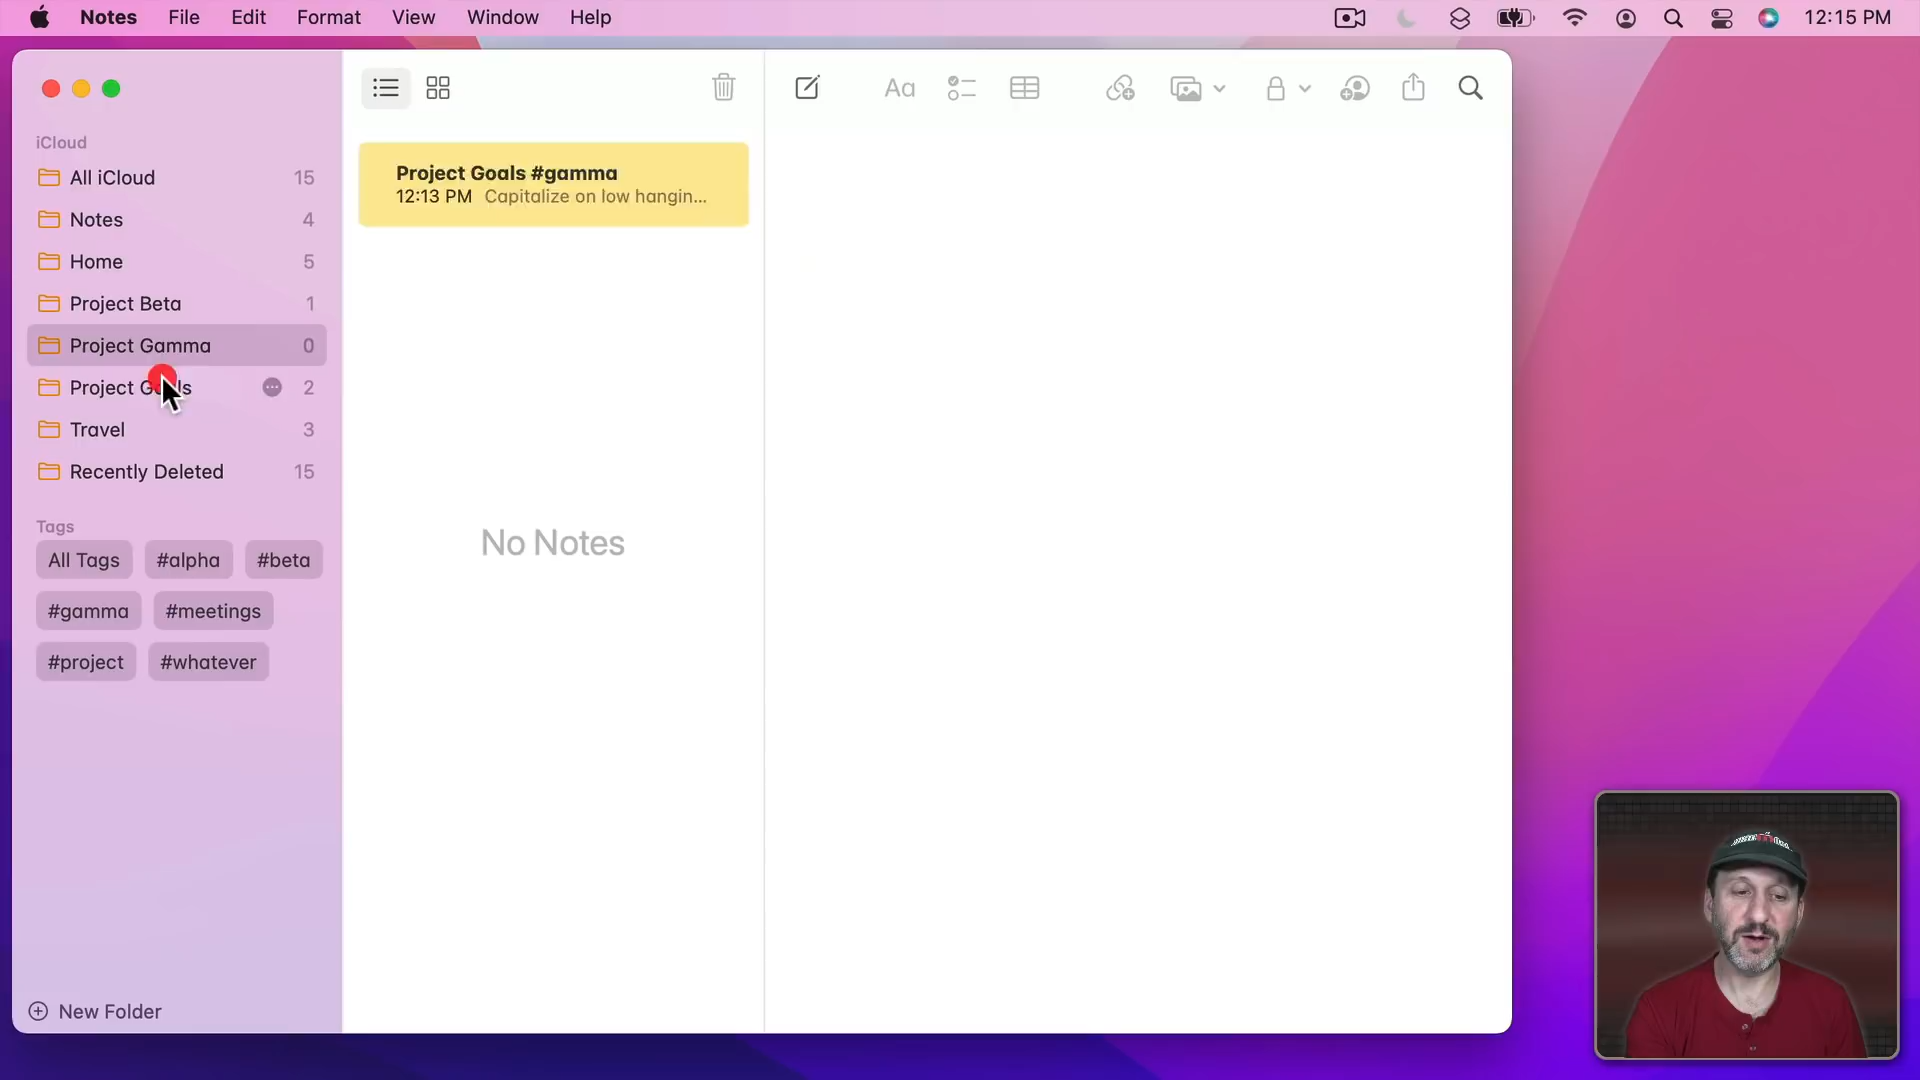 Notes File Edit Format View Window Help 12:15 PM
iCloud
All iCloud 15
Notes 4
Home 5
Project Beta 1
Project Gamma 0
Project Goals 2
Travel 3
Recently Deleted 15
Tags
All Tags #alpha #beta
#gamma #meetings
#project #whatever
New Folder
Aa
Project Goals #gamma
12:13 PM Capitalize on low hangin...
No Notes